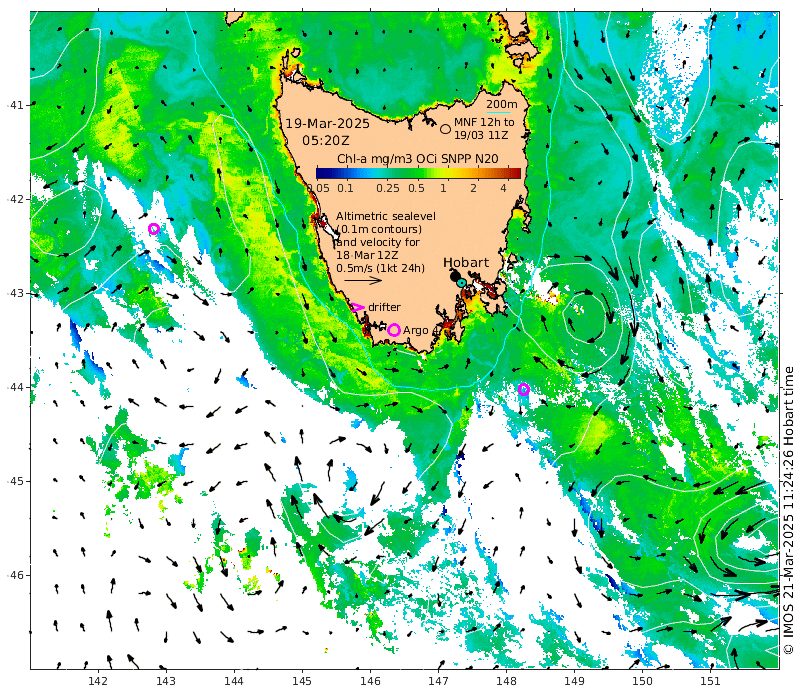 200m
19-Mar-2025
05:20Z
MNF 12h to
19/03 11Z
Chl-a mg/m3 OCi SNPP N20
0.05 0.1 0.25 0.5 1 2 4
Altimetric sealevel
(0.1m contours)
and velocity for
18-Mar 12Z
0.5m/s (1kt 24h)
Hobart
drifter
Argo
-41
-42
-43
-44
-45
-46
142 143 144 145 146 147 148 149 150 151
© IMOS 21-Mar-2025 11:24:26 Hobart time